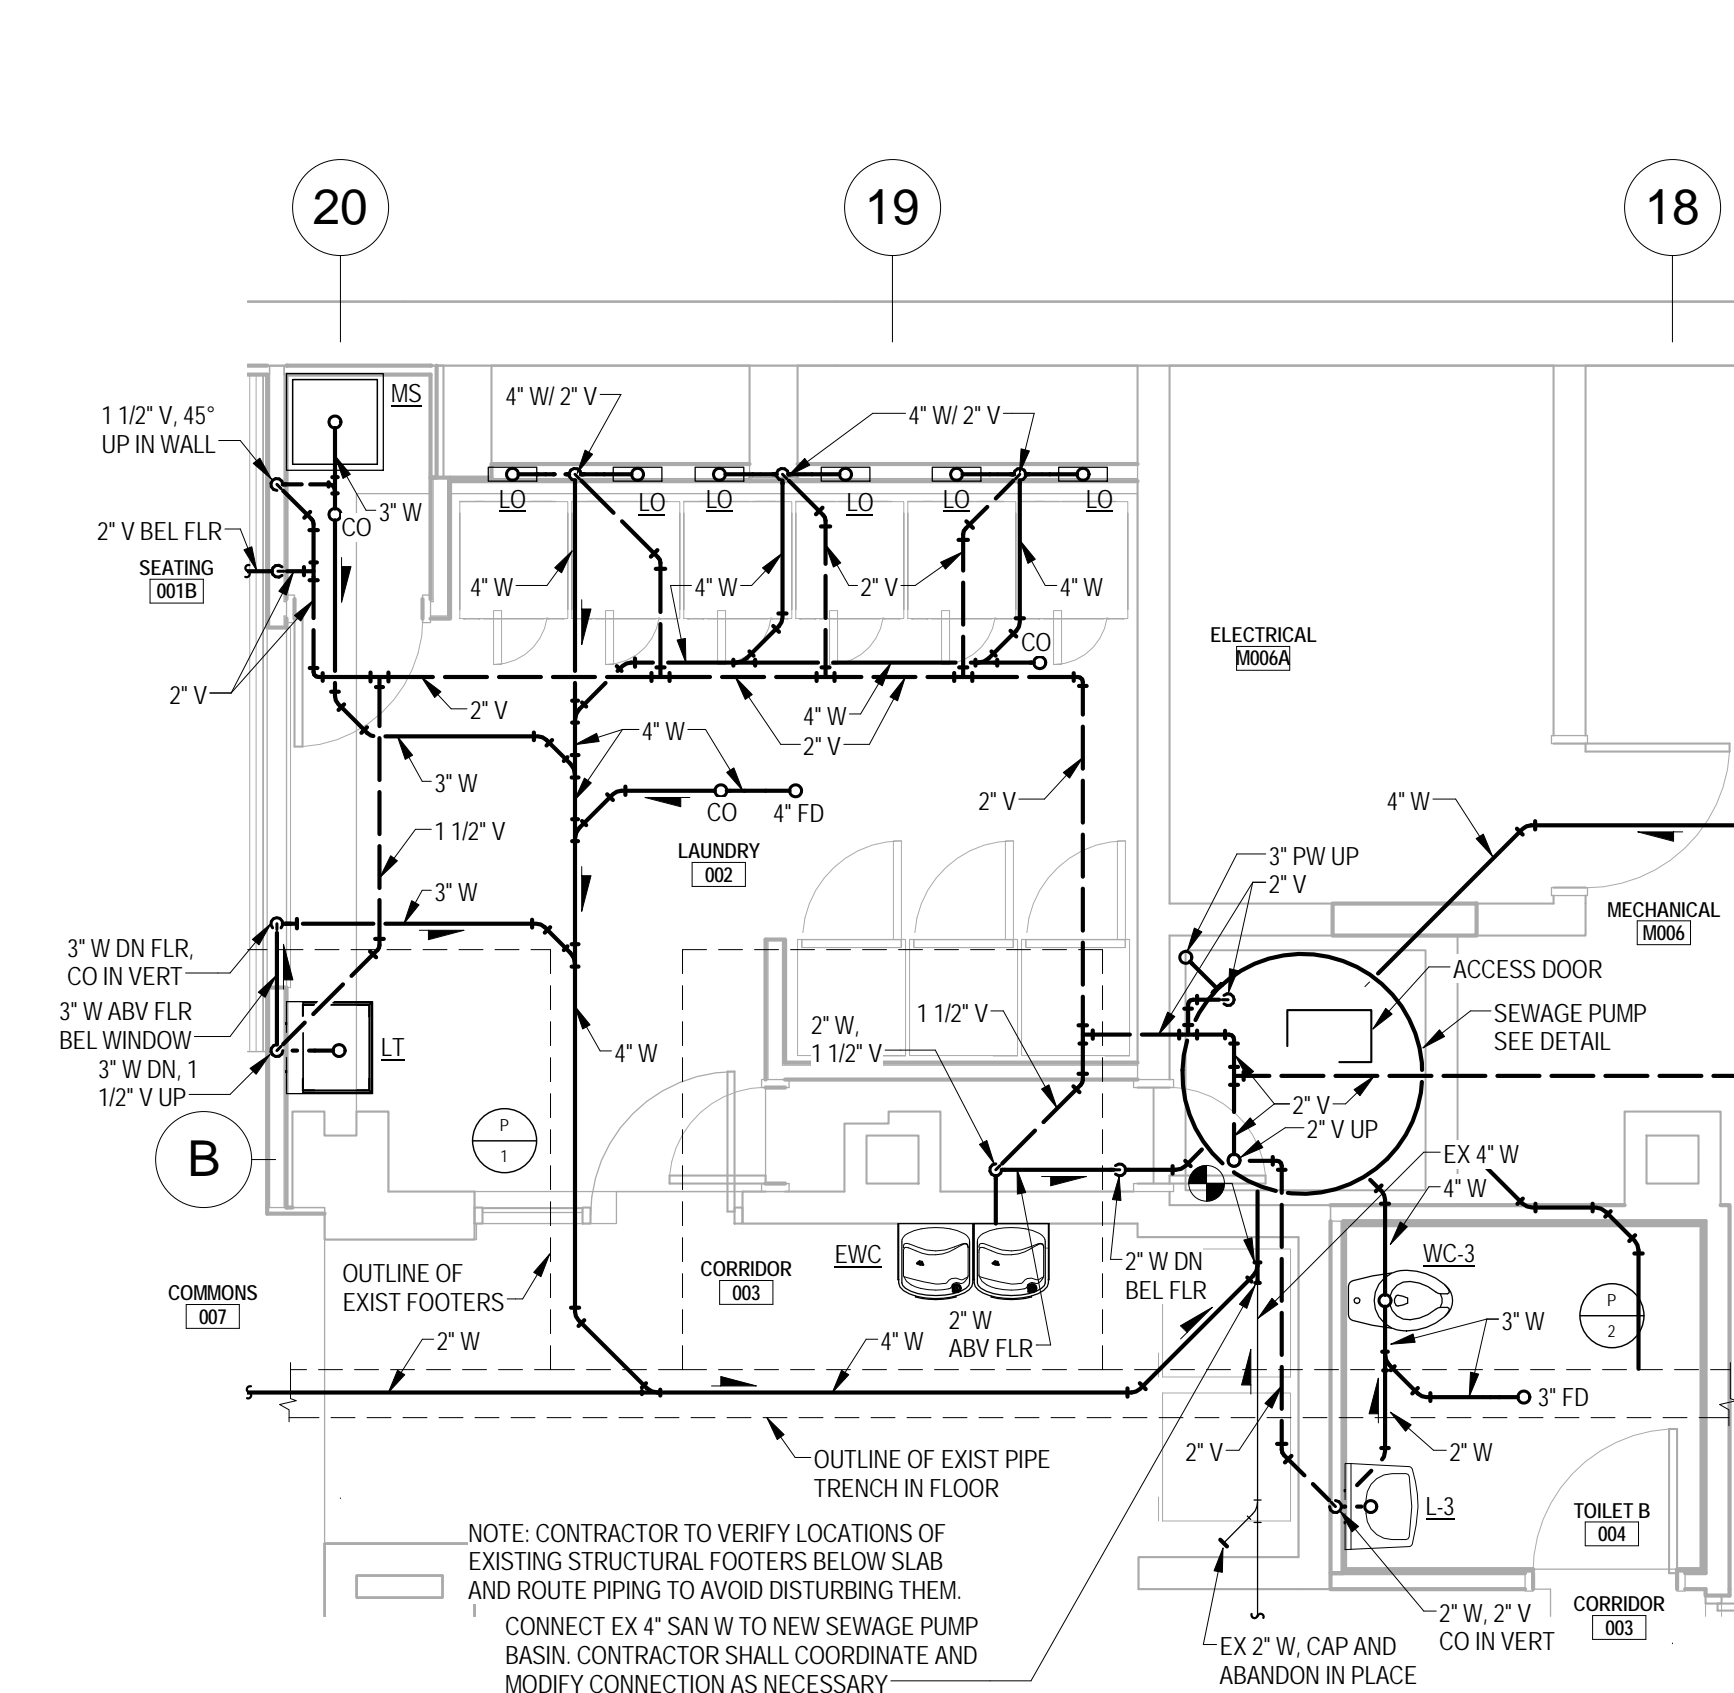 20
19
18
MS
4" W/ 2" V
4" W/ 2" V
1 1/2" V, 45°
UP IN WALL
LO
LO
LO
LO
LO
LO
3" W
CO
2" V BEL FLR
SEATING
001B
4" W
4" W
2" V
4" W
ELECTRICAL
M006A
CO
2" V
2" V
4" W
2" V
4" W
3" W
CO
4" FD
2" V
4" W
1 1/2" V
LAUNDRY
002
3" PW UP
2" V
3" W
MECHANICAL
M006
3" W DN FLR,
CO IN VERT
ACCESS DOOR
3" W ABV FLR
BEL WINDOW
SEWAGE PUMP
SEE DETAIL
1 1/2" V
2" W,
1 1/2" V
LT
4" W
3" W DN, 1
1/2" V UP
2" V
2" V UP
P
1
B
EX 4" W
4" W
EWC
WC-3
2" W DN
BEL FLR
OUTLINE OF
EXIST FOOTERS
CORRIDOR
003
COMMONS
007
P
2
2" W
ABV FLR
3" W
2" W
4" W
3" FD
OUTLINE OF EXIST PIPE
TRENCH IN FLOOR
2" V
2" W
L-3
TOILET B
004
NOTE: CONTRACTOR TO VERIFY LOCATIONS OF
EXISTING STRUCTURAL FOOTERS BELOW SLAB
AND ROUTE PIPING TO AVOID DISTURBING THEM.
CONNECT EX 4" SAN W TO NEW SEWAGE PUMP
BASIN. CONTRACTOR SHALL COORDINATE AND
MODIFY CONNECTION AS NECESSARY
2" W, 2" V
CO IN VERT
CORRIDOR
003
EX 2" W, CAP AND
ABANDON IN PLACE